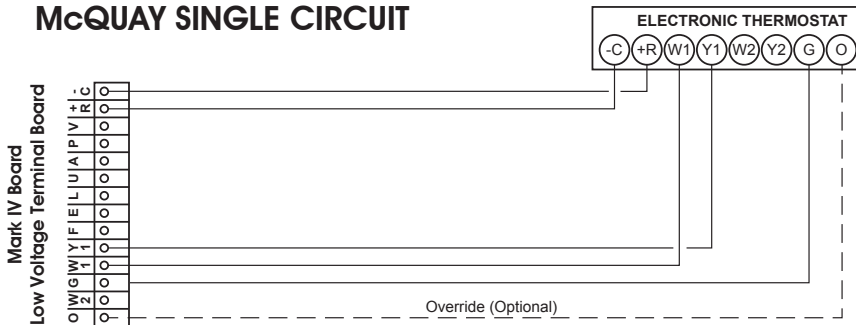 McQUAY SINGLE CIRCUIT
ELECTRONIC THERMOSTAT
-C +R W1 Y1 W2 Y2 G O
Mark IV Board
Low Voltage Terminal Board
- C
+ R
V
P
A
U
L
E
F
Y 1
W 1
G
W 2
O
Override (Optional)